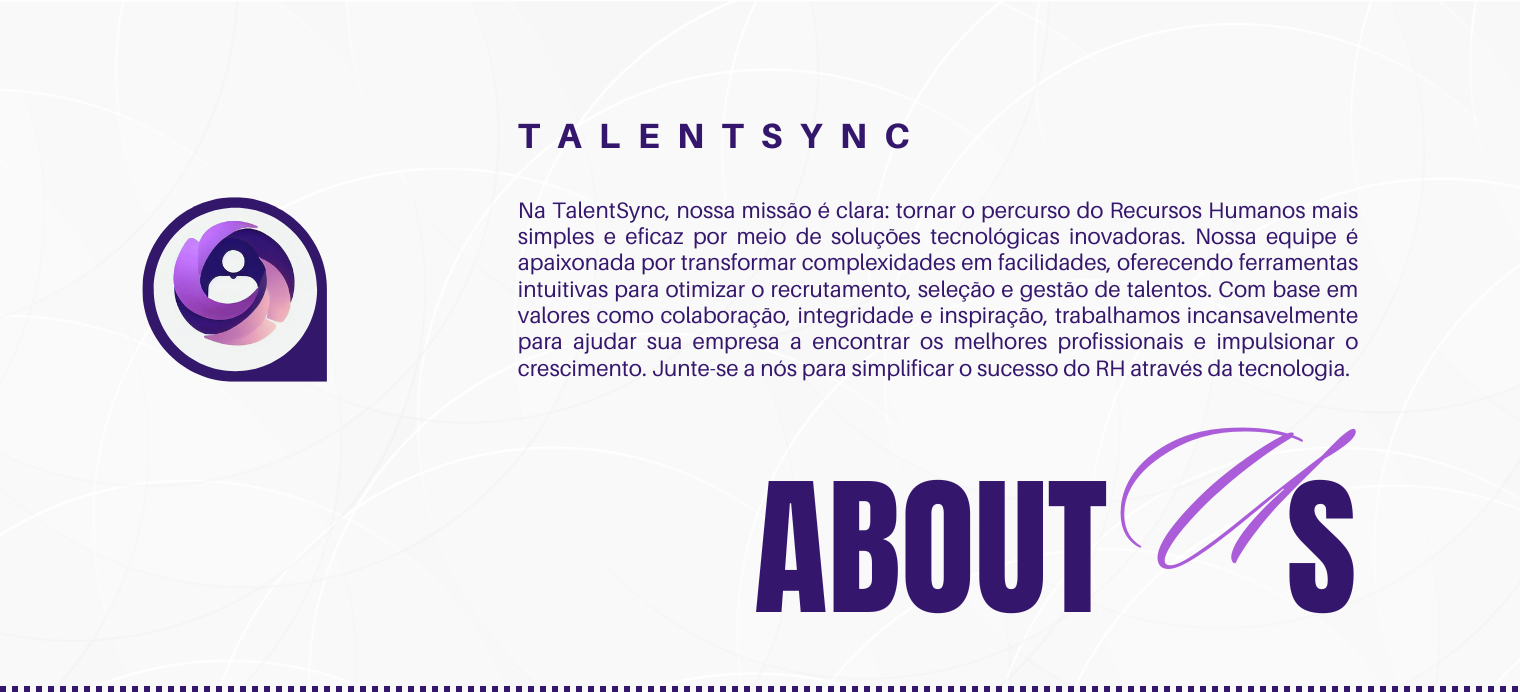 TALENTSYNC
Na TalentSync, nossa missão é clara: tornar o percurso do Recursos Humanos mais
simples e eficaz por meio de soluções tecnológicas inovadoras. Nossa equipe é
apaixonada por transformar complexidades em facilidades, oferecendo ferramentas
intuitivas para otimizar o recrutamento, seleção e gestão de talentos. Com base em
valores como colaboração, integridade e inspiração, trabalhamos incansavelmente
para ajudar sua empresa a encontrar os melhores profissionais e impulsionar o
crescimento. Junte-se a nós para simplificar o sucesso do RH através da tecnologia.
ABOUT US